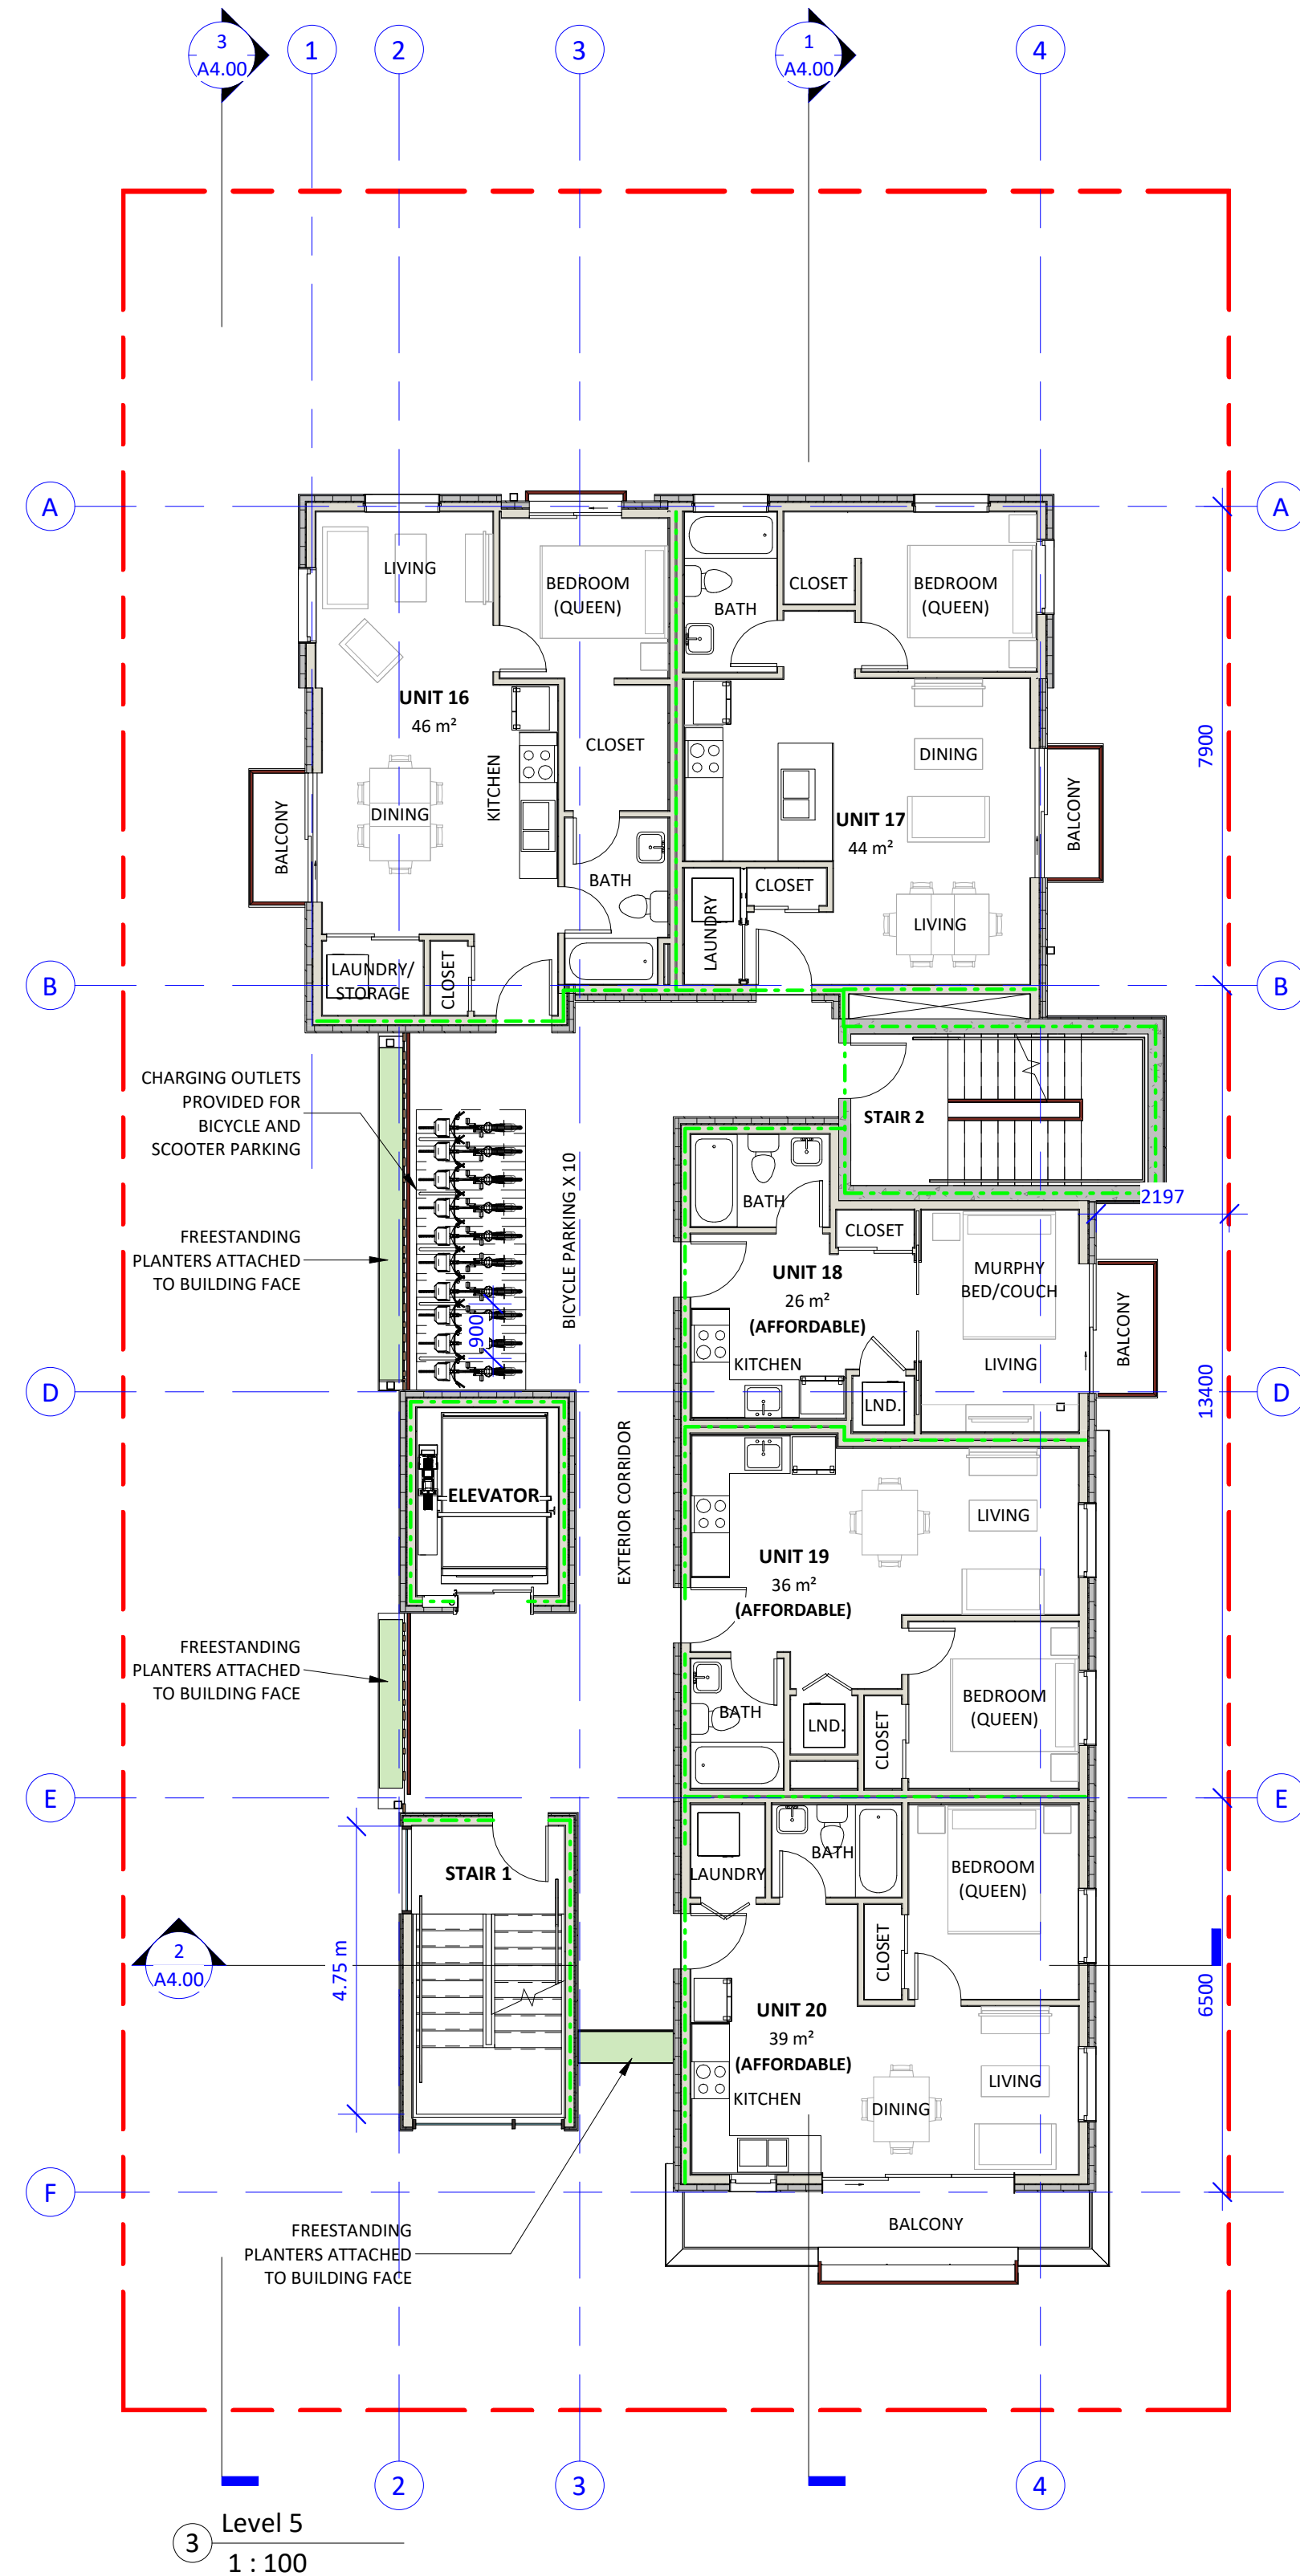 3
A4.00
1
2
3
1
A4.00
4
A
A
LIVING
BEDROOM
(QUEEN)
BATH
CLOSET
BEDROOM
(QUEEN)
UNIT 16
46 m²
CLOSET
KITCHEN
DINING
BALCONY
BATH
DINING
UNIT 17
44 m²
BALCONY
7900
CLOSET
LAUNDRY
LIVING
LAUNDRY/
STORAGE
CLOSET
B
B
CHARGING OUTLETS
PROVIDED FOR
BICYCLE AND
SCOOTER PARKING
STAIR 2
BICYCLE PARKING X 10
BATH
2197
FREESTANDING
PLANTERS ATTACHED
TO BUILDING FACE
CLOSET
UNIT 18
26 m²
(AFFORDABLE)
MURPHY
BED/COUCH
BALCONY
900
KITCHEN
LIVING
LND.
D
D
13400
ELEVATOR
EXTERIOR CORRIDOR
LIVING
UNIT 19
36 m²
(AFFORDABLE)
FREESTANDING
PLANTERS ATTACHED
TO BUILDING FACE
BATH
LND.
CLOSET
BEDROOM
(QUEEN)
E
E
STAIR 1
LAUNDRY
BATH
BEDROOM
(QUEEN)
CLOSET
2
A4.00
4.75 m
6500
UNIT 20
39 m²
(AFFORDABLE)
KITCHEN
DINING
LIVING
F
BALCONY
FREESTANDING
PLANTERS ATTACHED
TO BUILDING FACE
2
3
4
3
Level 5
1 : 100